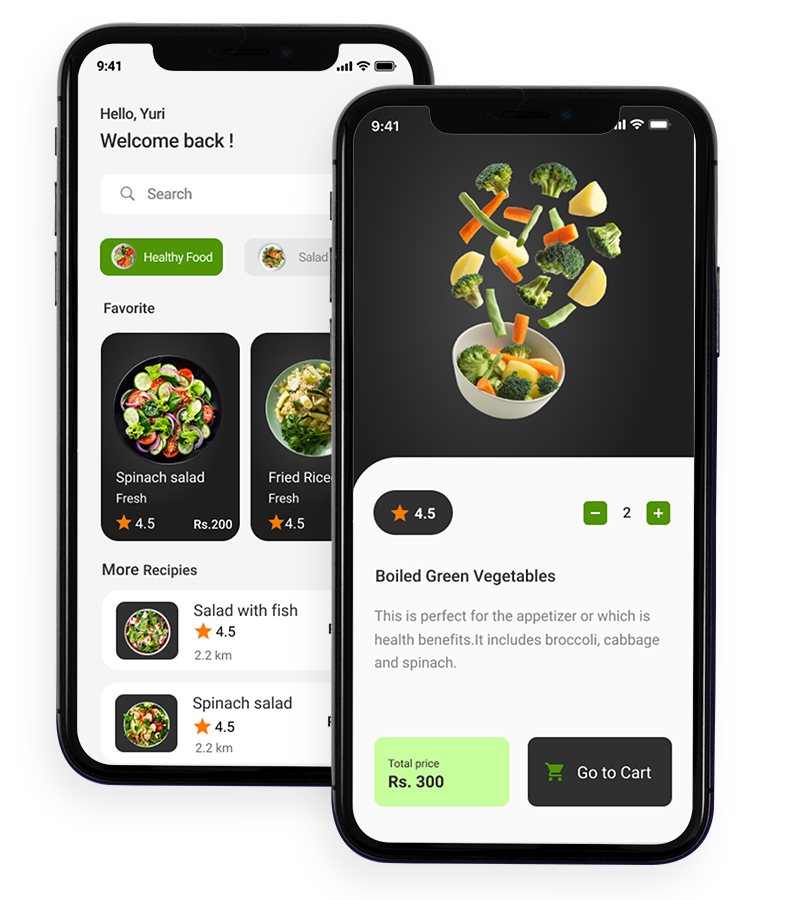 9:41
Hello, Yuri
Welcome back !
Search
Healthy Food
Salad
Favorite
Spinach salad
Fresh
4.5
Rs.200
Fried Rice
Fresh
4.5
More Recipies
Salad with fish
4.5
2.2 km
Spinach salad
4.5
2.2 km
9:41
4.5
2
Boiled Green Vegetables
This is perfect for the appetizer or which is
health benefits.It includes broccoli, cabbage
and spinach.
Total price
Rs. 300
Go to Cart